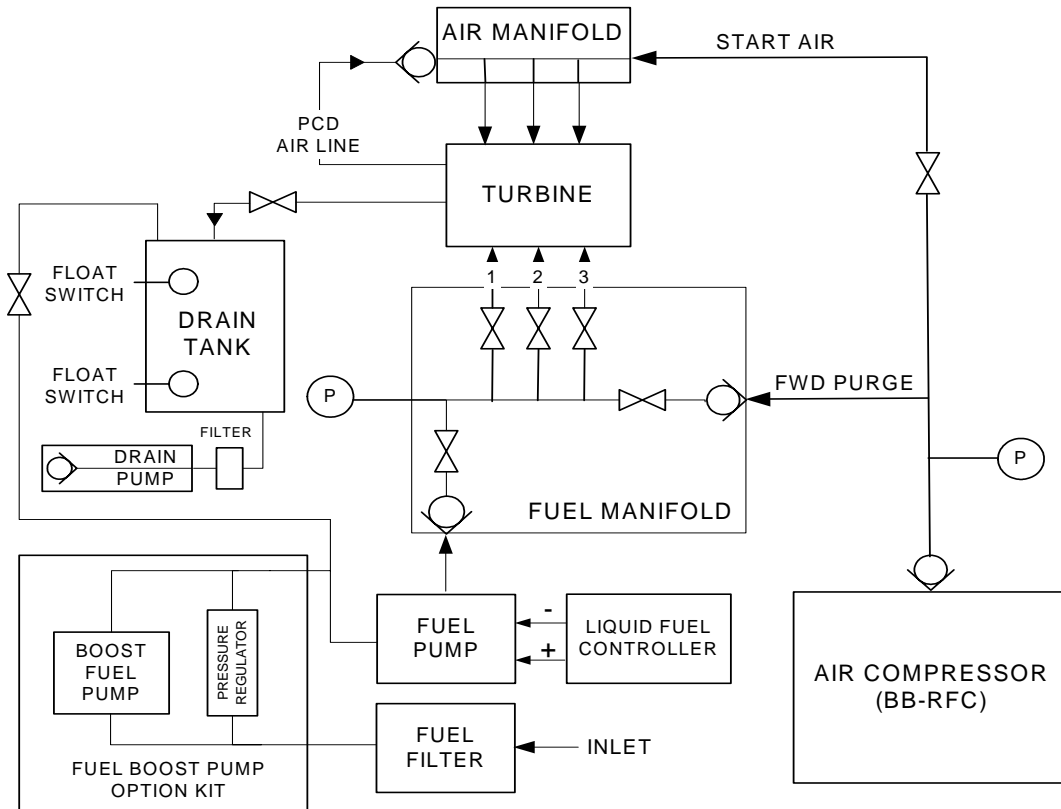 AIR MANIFOLD
START AIR
PCD
AIR LINE
TURBINE
1
2
3
FLOAT
SWITCH
DRAIN
TANK
FLOAT
SWITCH
P
FWD PURGE
FILTER
DRAIN
PUMP
P
FUEL MANIFOLD
FUEL
PUMP
-
+
LIQUID FUEL
CONTROLLER
BOOST
FUEL
PUMP
PRESSURE
REGULATOR
AIR COMPRESSOR
(BB-RFC)
FUEL
FILTER
INLET
FUEL BOOST PUMP
OPTION KIT